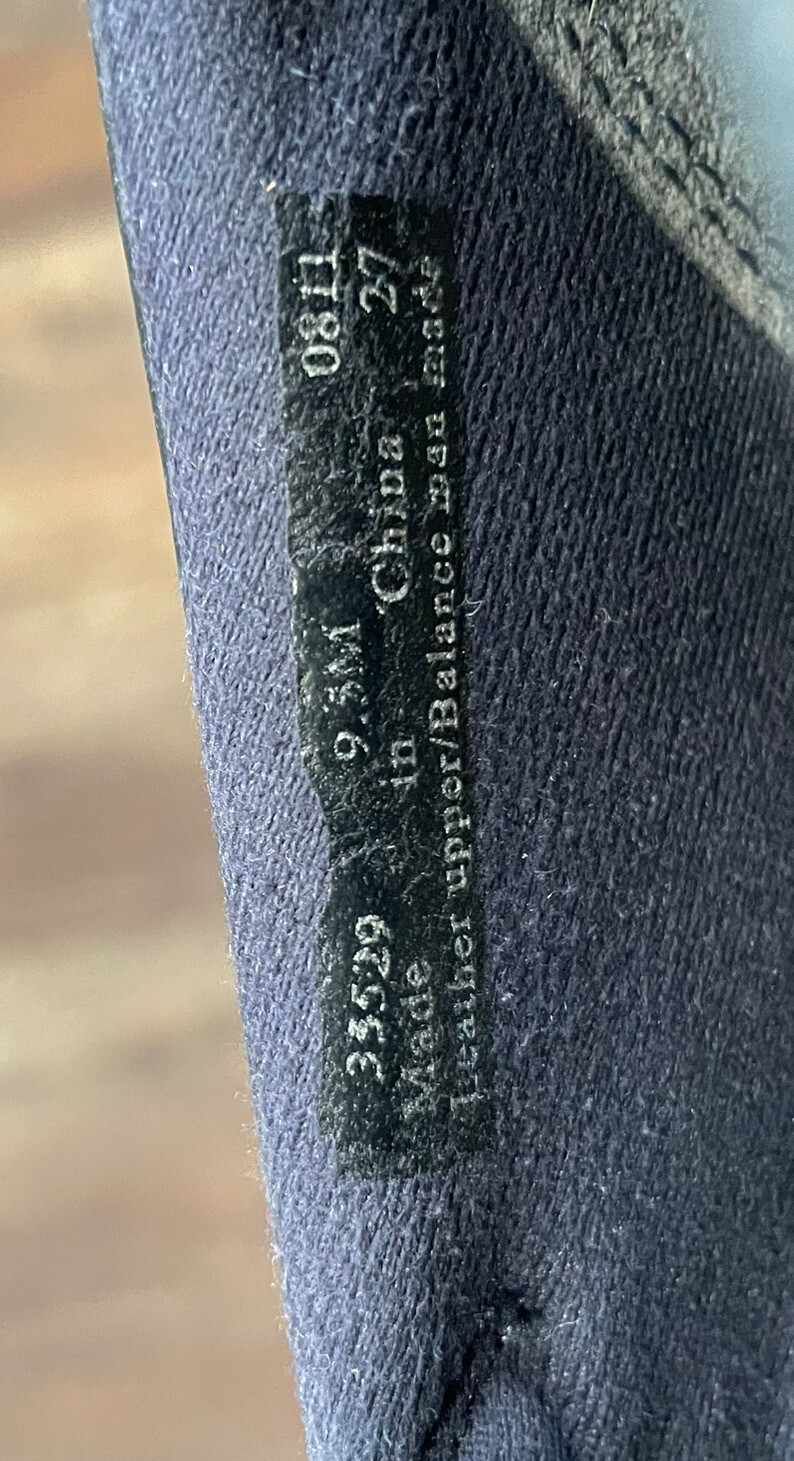 33529 9.5M 0811
Made in China 27
Leather upper/Balance man made